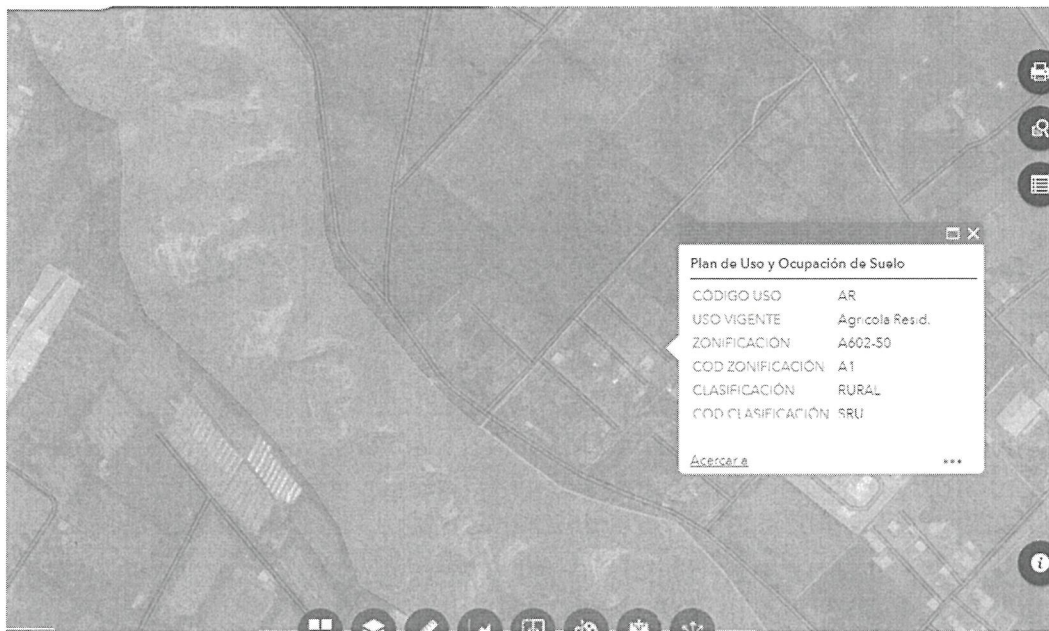 Plan de Uso y Ocupación de Suelo
CÓDIGO USO AR
USO VIGENTE Agrícola Resid.
ZONIFICACIÓN A602-50
COD ZONIFICACIÓN A1
CLASIFICACIÓN RURAL
COD CLASIFICACIÓN SRU
Acercar a